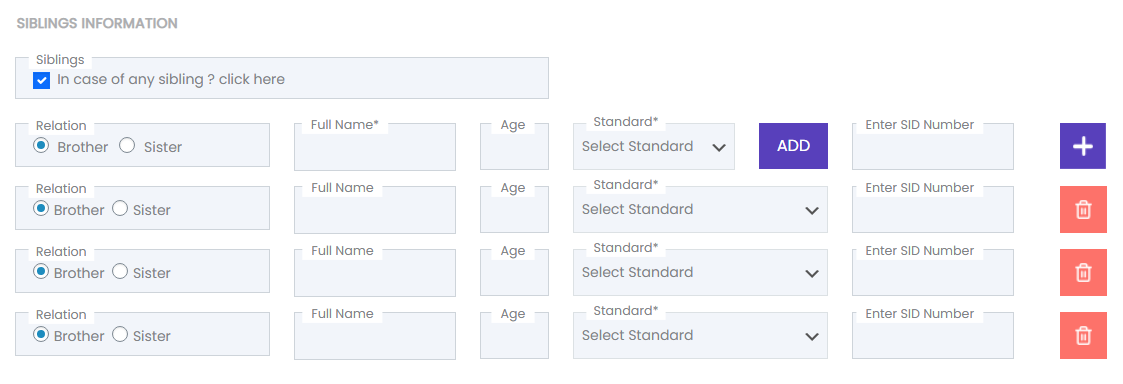 SIBLINGS INFORMATION
Siblings
In case of any sibling ? click here
Relation Full Name* Age Standard* Enter SID Number
Brother Sister Select Standard ADD
Relation Full Name Age Standard* Enter SID Number
Brother Sister Select Standard
Relation Full Name Age Standard* Enter SID Number
Brother Sister Select Standard
Relation Full Name Age Standard* Enter SID Number
Brother Sister Select Standard